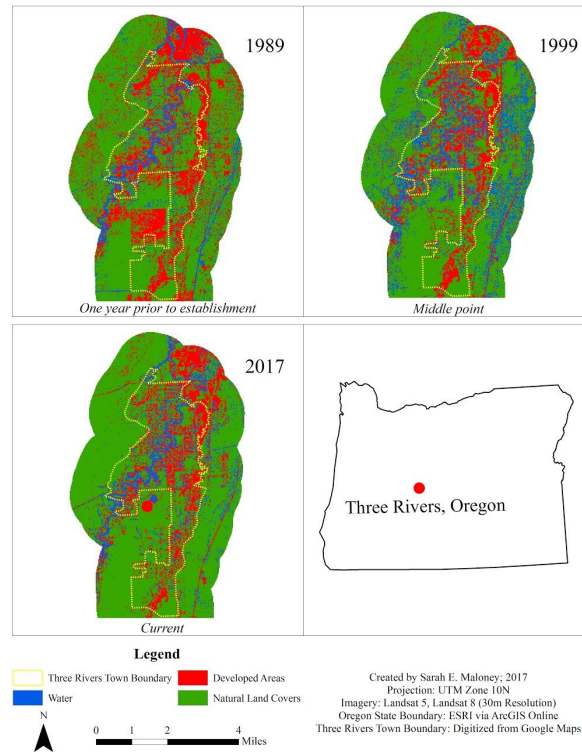 1989
One year prior to establishment
1999
Middle point
2017
Current
Three Rivers, Oregon
Legend
Three Rivers Town Boundary
Developed Areas
Water
Natural Land Covers
N
0 1 2 4
Miles
Created by Sarah E. Maloney; 2017
Projection: UTM Zone 10N
Imagery: Landsat 5, Landsat 8 (30m Resolution)
Oregon State Boundary: ESRI via ArcGIS Online
Three Rivers Town Boundary: Digitized from Google Maps